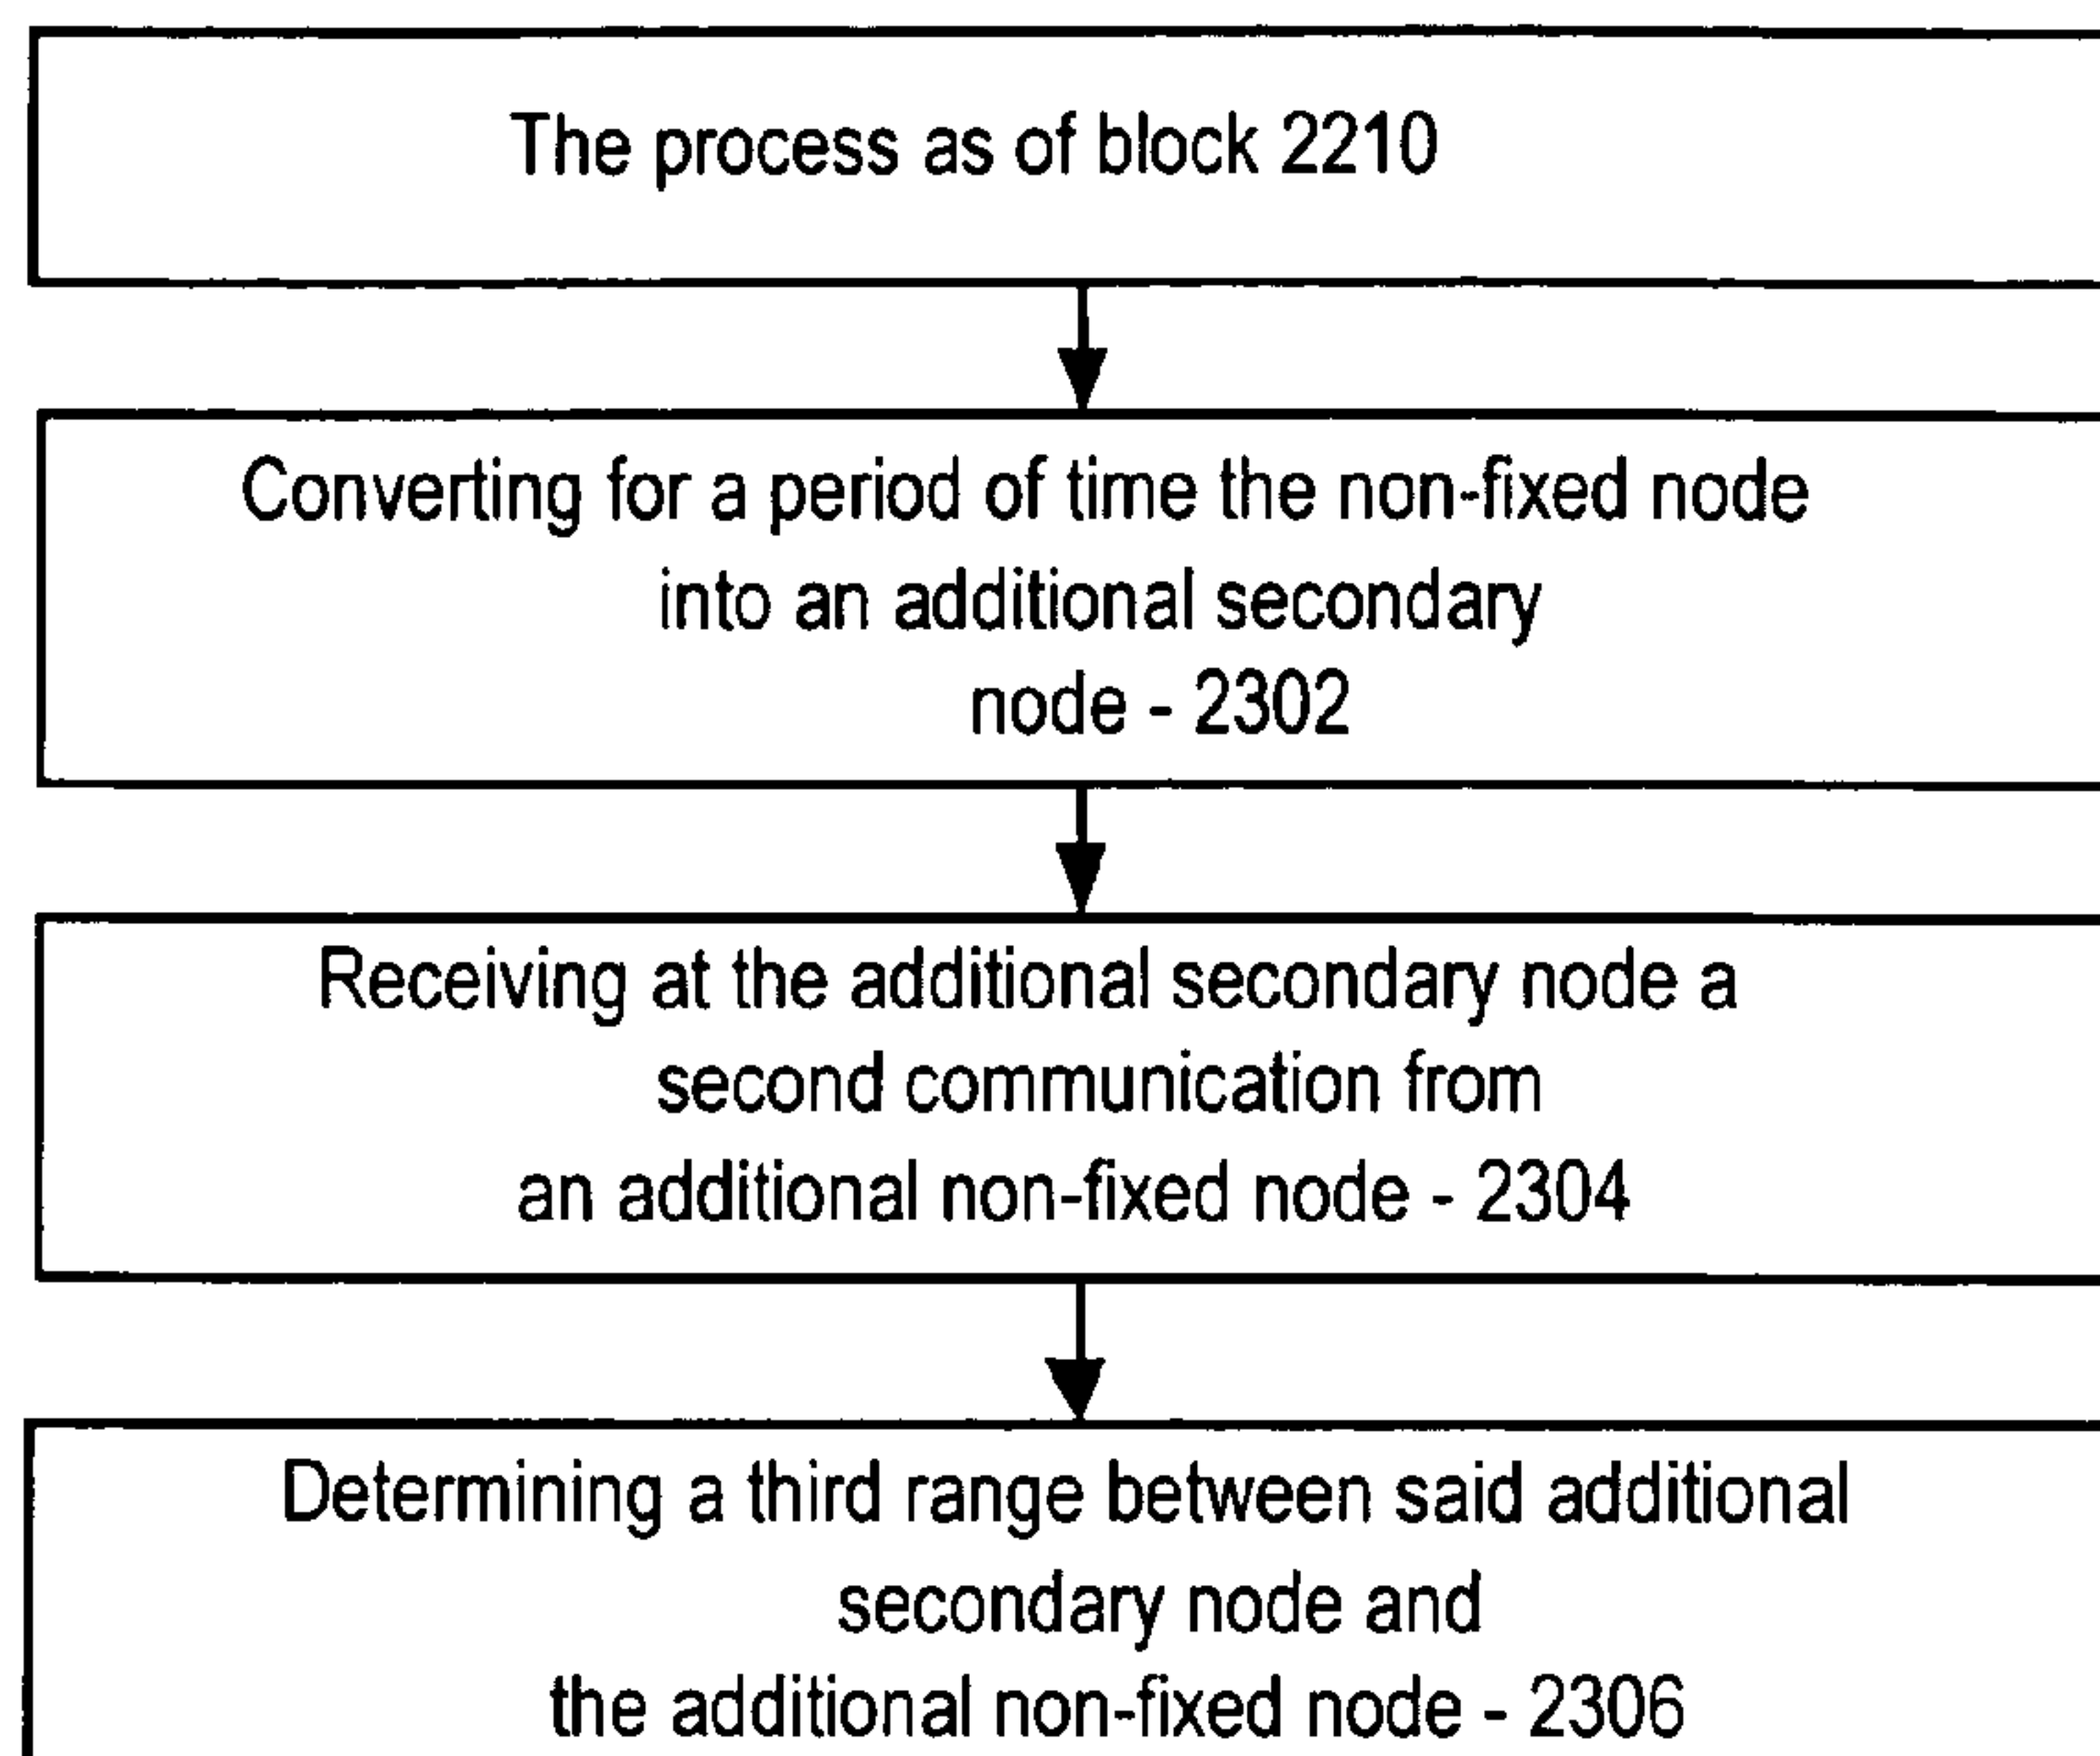 The process as of block 2210
Converting for a period of time the non-fixed node
into an additional secondary
node - 2302
Receiving at the additional secondary node a
second communication from
an additional non-fixed node - 2304
Determining a third range between said additional
secondary node and
the additional non-fixed node - 2306